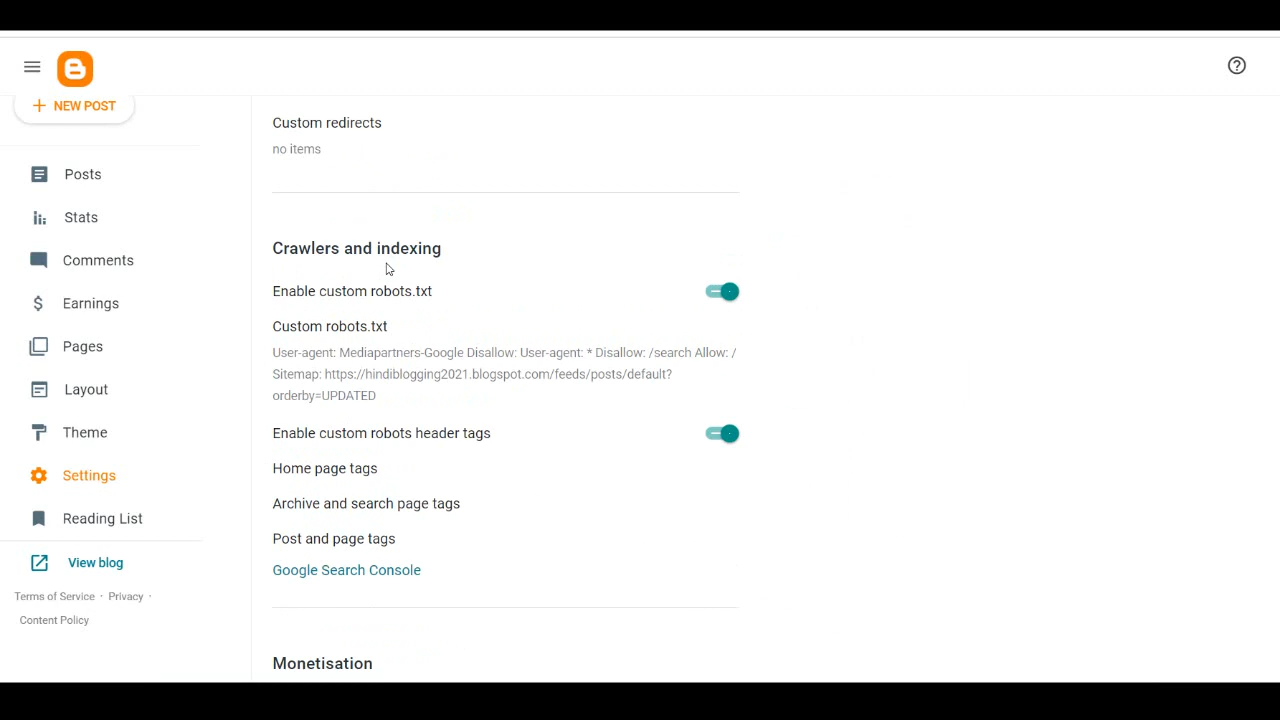 + NEW POST
Posts
Stats
Comments
Earnings
Pages
Layout
Theme
Settings
Reading List
View blog
Terms of Service · Privacy ·
Content Policy
Custom redirects
no items
Crawlers and indexing
Enable custom robots.txt
Custom robots.txt
User-agent: Mediapartners-Google Disallow: User-agent: * Disallow: /search Allow: /
Sitemap: https://hindiblogging2021.blogspot.com/feeds/posts/default?
orderby=UPDATED
Enable custom robots header tags
Home page tags
Archive and search page tags
Post and page tags
Google Search Console
Monetisation